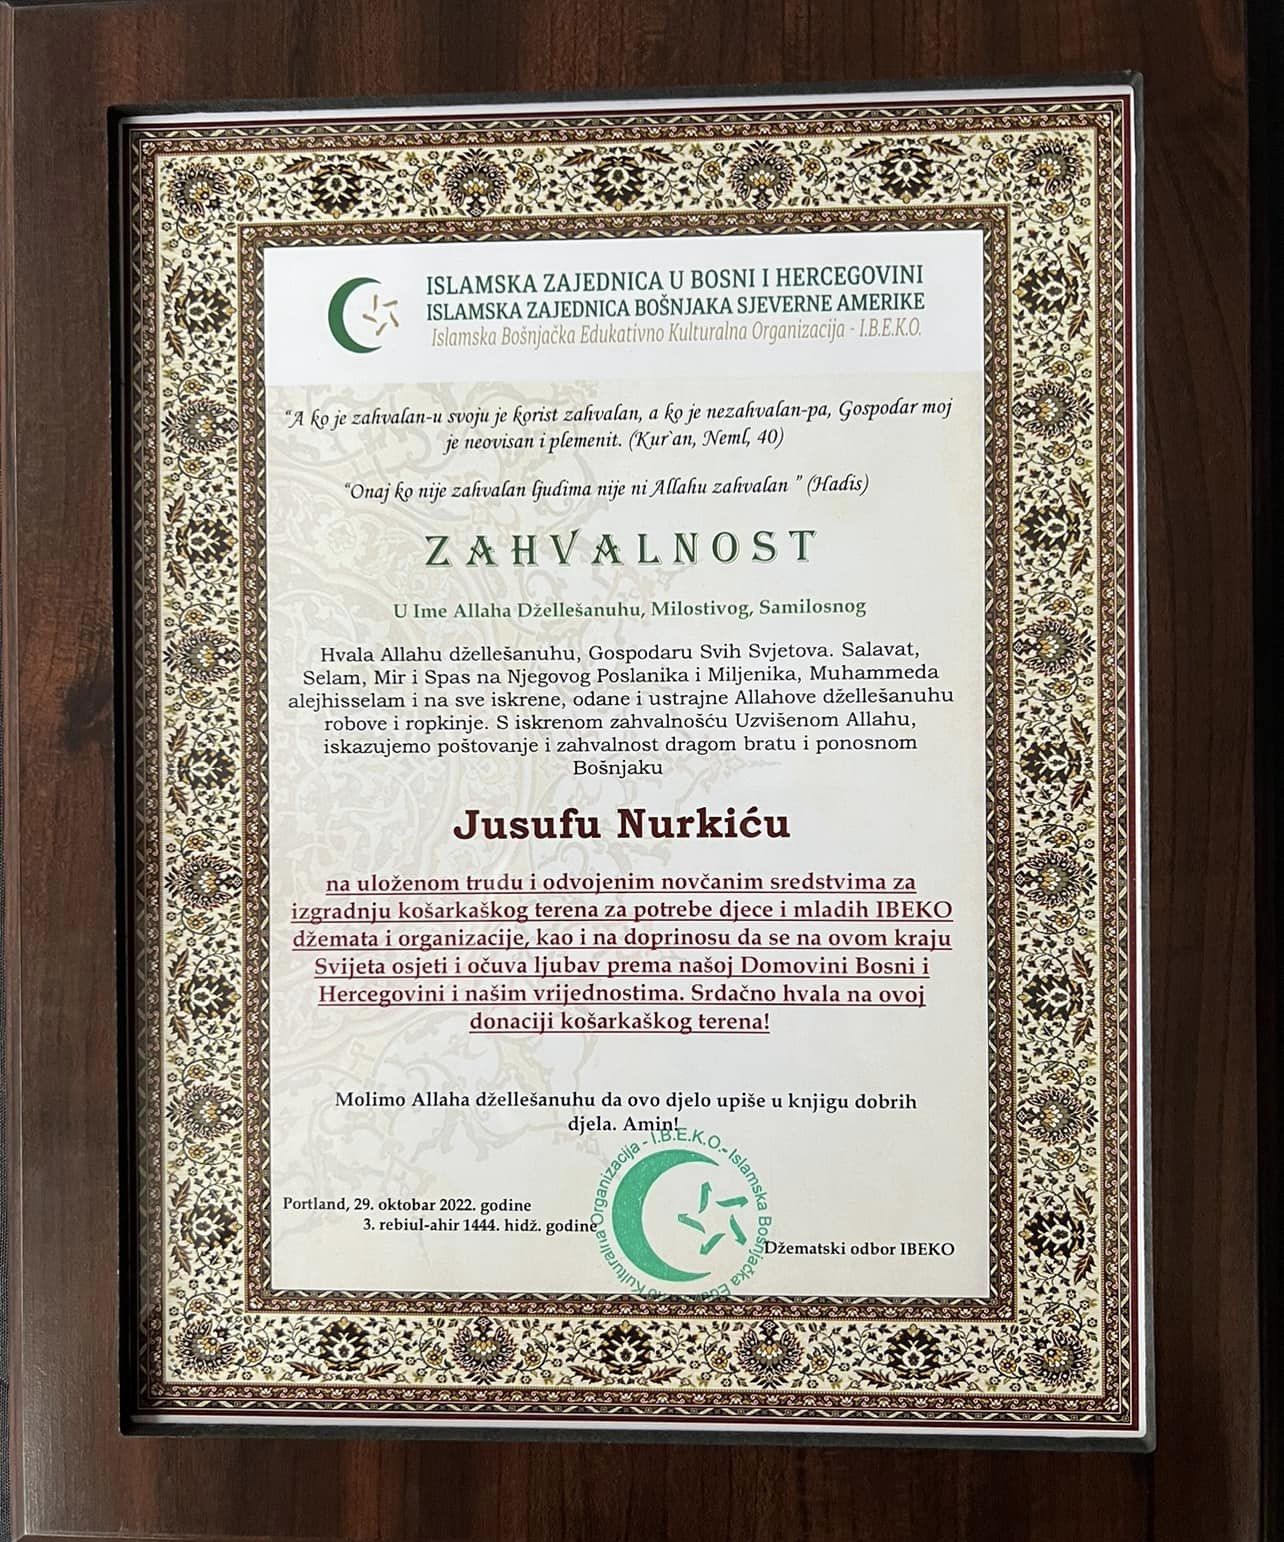 ISLAMSKA ZAJEDNICA U BOSNI I HERCEGOVINI
ISLAMSKA ZAJEDNICA BOŠNJAKA SJEVERNE AMERIKE
Islamska Bošnjačka Edukativno Kulturalna Organizacija - I.B.E.K.O.
“A ko je zahvalan-u svoju je korist zahvalan, a ko je nezahvalan-pa, Gospodar moj
je neovisan i plemenit. (Kur`an, Neml, 40)
“Onaj ko nije zahvalan ljudima nije ni Allahu zahvalan ” (Hadis)
ZAHVALNOST
U Ime Allaha Džellešanuhu, Milostivog, Samilosnog
Hvala Allahu džellešanuhu, Gospodaru Svih Svjetova. Salavat,
Selam, Mir i Spas na Njegovog Poslanika i Miljenika, Muhammeda
alejhisselam i na sve iskrene, odane i ustrajne Allahove džellešanuhu
robove i ropkinje. S iskrenom zahvalnošću Uzvišenom Allahu,
iskazujemo poštovanje i zahvalnost dragom bratu i ponosnom
Bošnjaku
Jusufu Nurkiću
na uloženom trudu i odvojenim novčanim sredstvima za
izgradnju košarkaškog terena za potrebe djece i mladih IBEKO
džemata i organizacije, kao i na doprinosu da se na ovom kraju
Svijeta osjeti i očuva ljubav prema našoj Domovini Bosni i
Hercegovini i našim vrijednostima. Srdačno hvala na ovoj
donaciji košarkaškog terena!
Molimo Allaha džellešanuhu da ovo djelo upiše u knjigu dobrih
djela. Amin!
Portland, 29. oktobar 2022. godine
3. rebiul-ahir 1444. hidž. godine
Džematski odbor IBEKO
I.B.E.K.O.- Islamska Bošnjačka Kulturalna Organizacija -